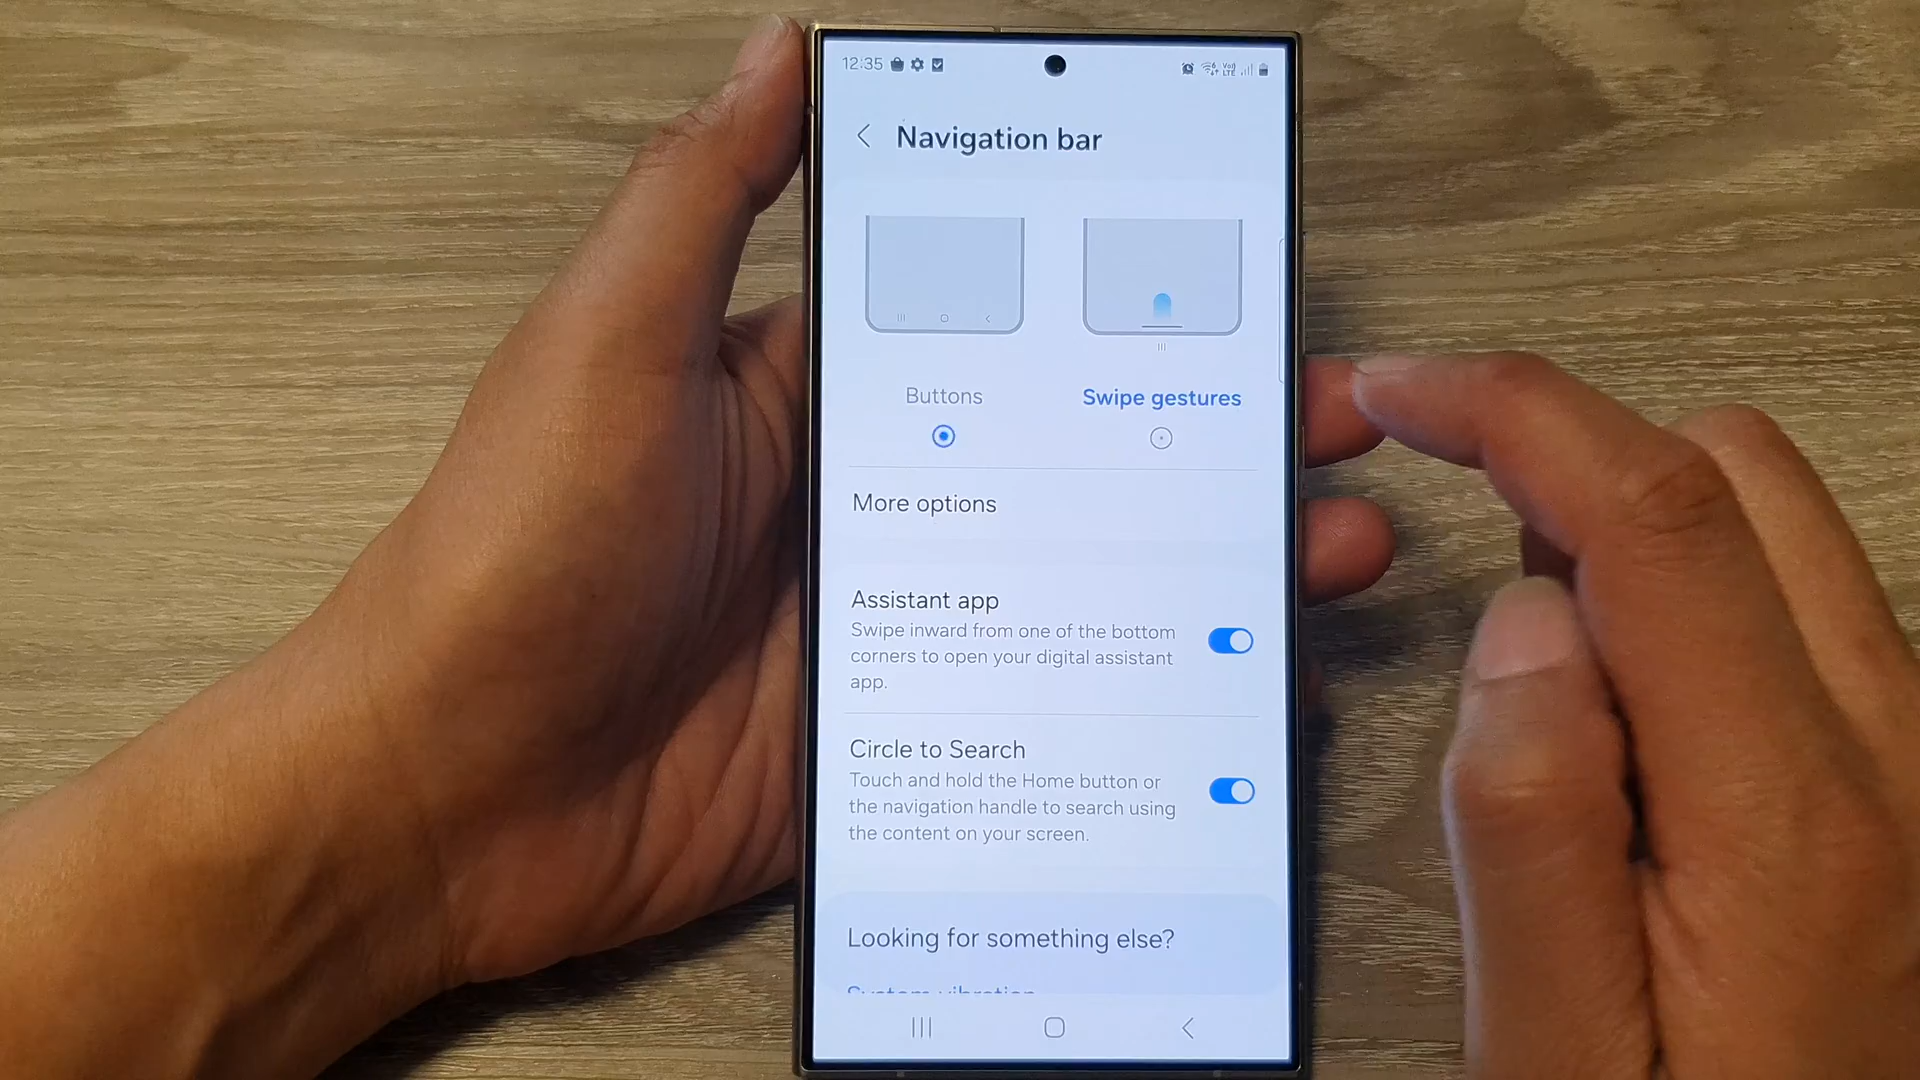 12:35
Navigation bar
Buttons
Swipe gestures
More options
Assistant app
Swipe inward from one of the bottom
corners to open your digital assistant
app.
Circle to Search
Touch and hold the Home button or
the navigation handle to search using
the content on your screen.
Looking for something else?
System vibration